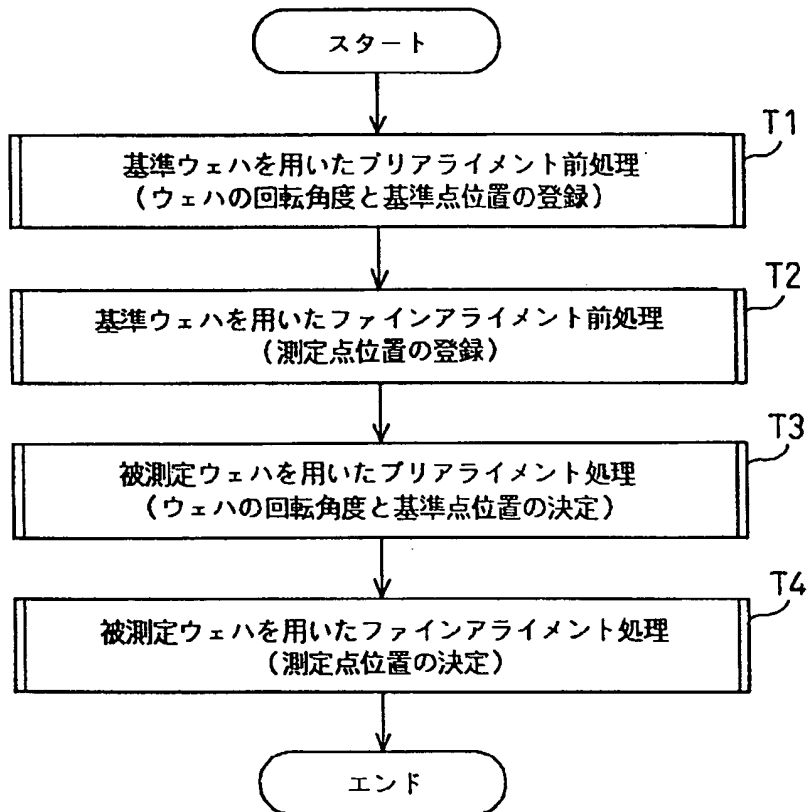 スタート
T1
基準ウェハを用いたプリアライメント前処理
(ウェハの回転角度と基準点位置の登録)
T2
基準ウェハを用いたファインアライメント前処理
(測定点位置の登録)
T3
被測定ウェハを用いたプリアライメント処理
(ウェハの回転角度と基準点位置の決定)
T4
被測定ウェハを用いたファインアライメント処理
(測定点位置の決定)
エンド